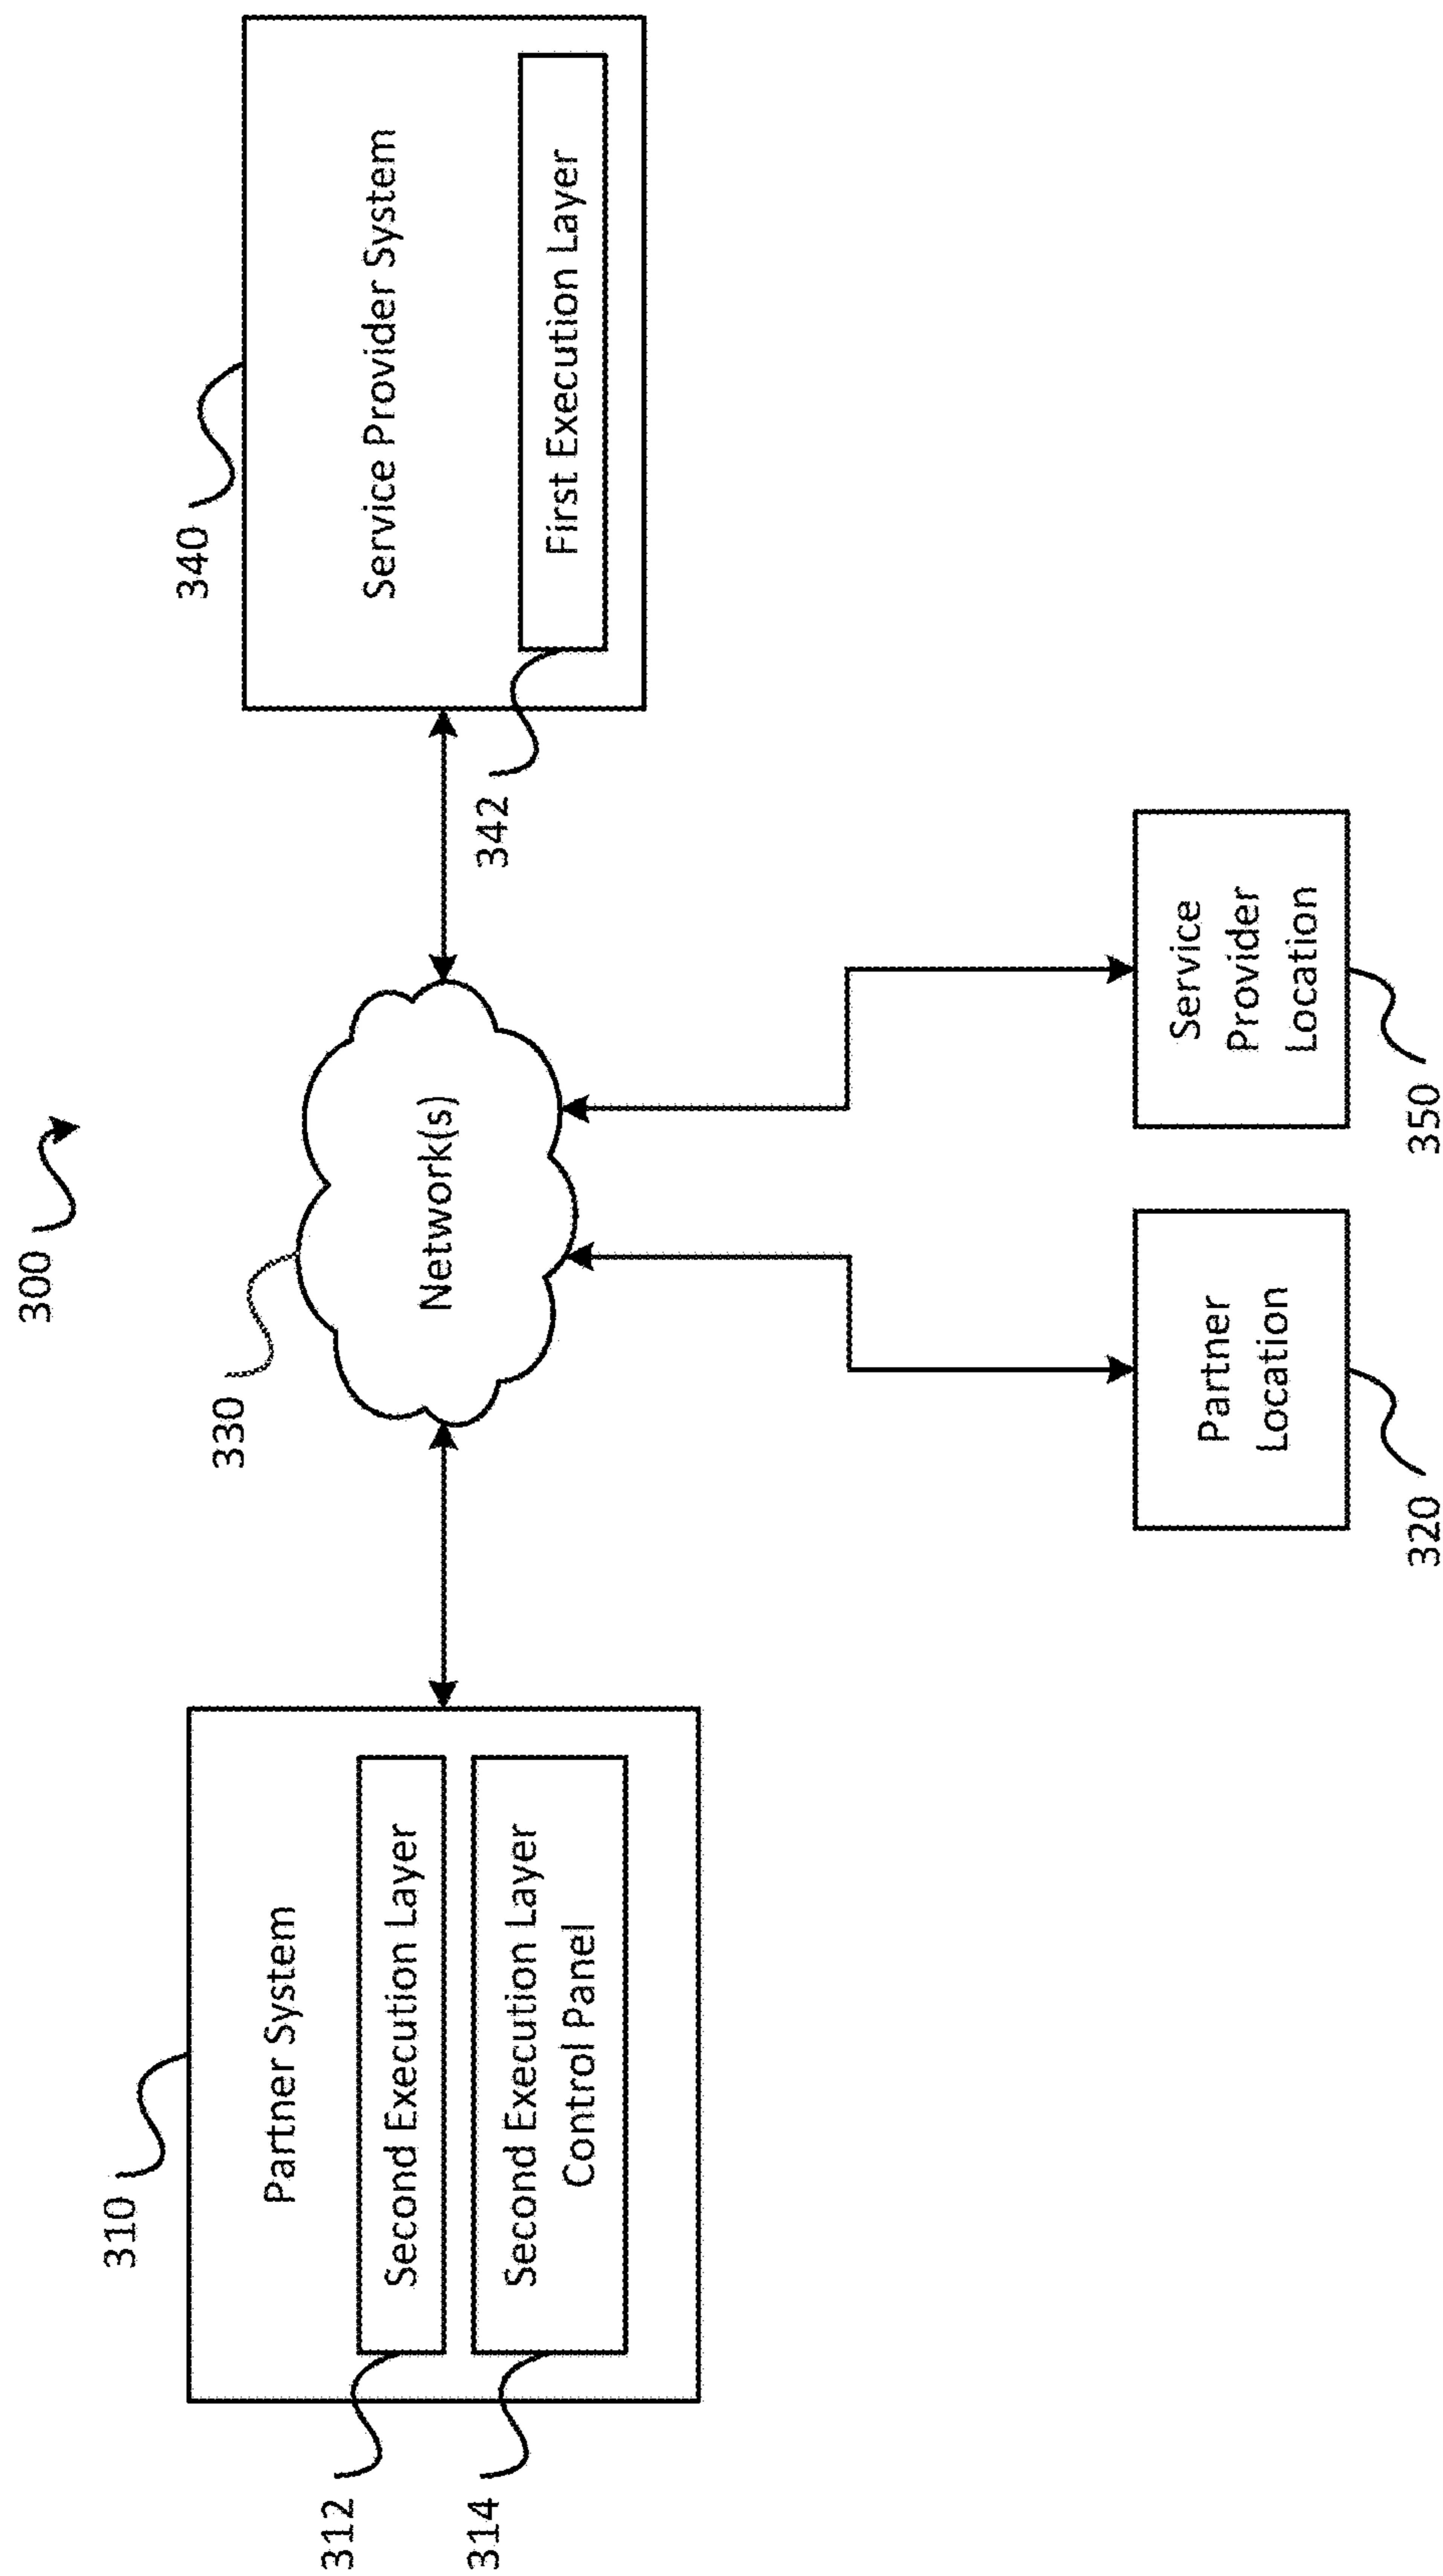 300
310
Partner System
312
Second Execution Layer
314
Second Execution Layer
Control Panel
330
Network(s)
340
Service Provider System
342
First Execution Layer
Partner
Location
320
Service
Provider
Location
350